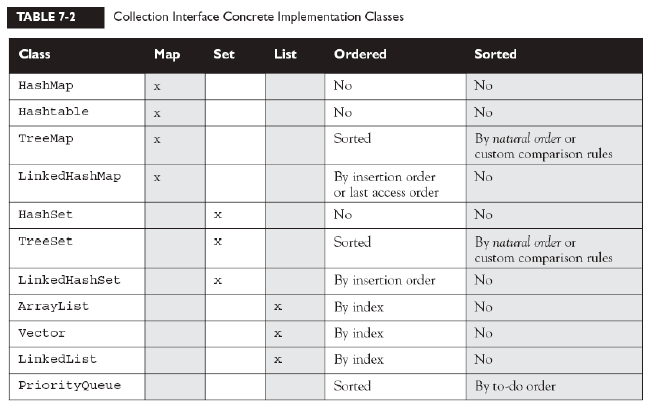 TABLE 7-2 Collection Interface Concrete Implementation Classes
Class Map Set List Ordered Sorted
HashMap x No No
Hashtable x No No
TreeMap x Sorted By natural order or
custom comparison rules
LinkedHashMap x By insertion order No
or last access order
HashSet x No No
TreeSet x Sorted By natural order or
custom comparison rules
LinkedHashSet x By insertion order No
ArrayList x By index No
Vector x By index No
LinkedList x By index No
PriorityQueue Sorted By to-do order